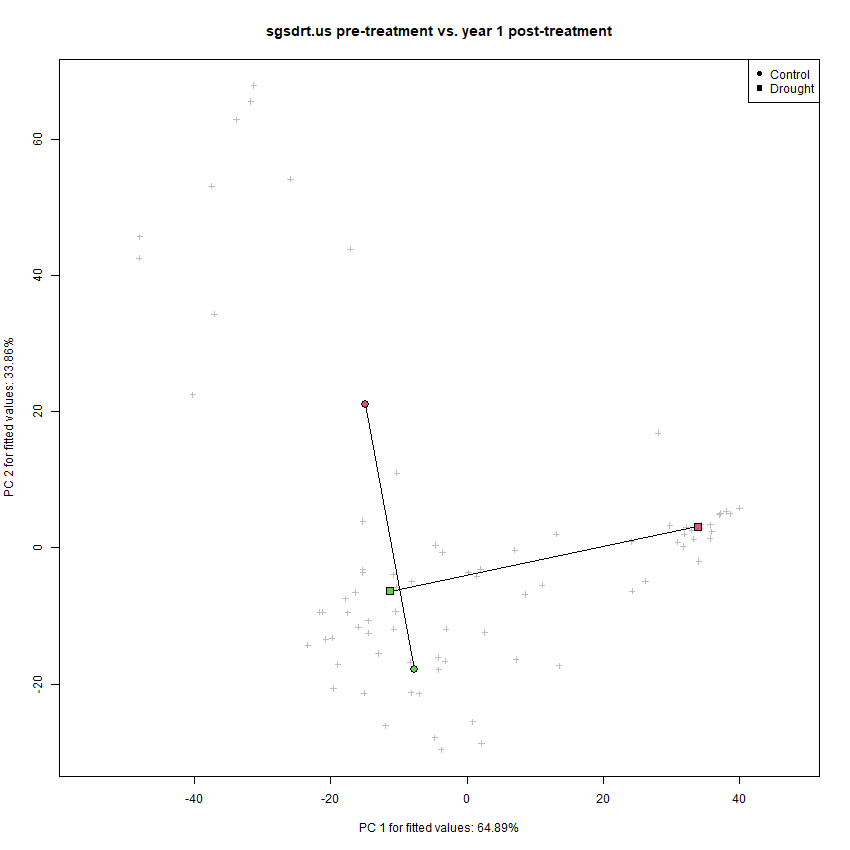 sgsdrt.us pre-treatment vs. year 1 post-treatment
Control
Drought
PC 2 for fitted values: 33.86%
60
40
20
0
-20
-40
-20
0
20
40
PC 1 for fitted values: 64.89%